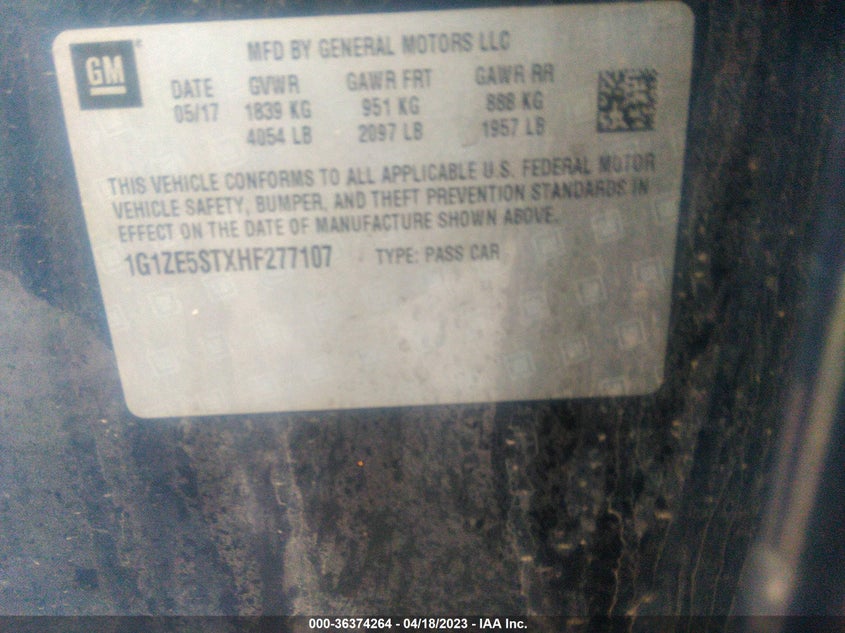 GM
MFD BY GENERAL MOTORS LLC
DATE GVWR GAWR FRT GAWR RR
05/17 1839 KG 951 KG 888 KG
4054 LB 2097 LB 1957 LB
THIS VEHICLE CONFORMS TO ALL APPLICABLE U.S. FEDERAL MOTOR
VEHICLE SAFETY, BUMPER, AND THEFT PREVENTION STANDARDS IN
EFFECT ON THE DATE OF MANUFACTURE SHOWN ABOVE.
1G1ZE5STXHF277107 TYPE: PASS CAR
000-36374264 - 04/18/2023 - IAA Inc.